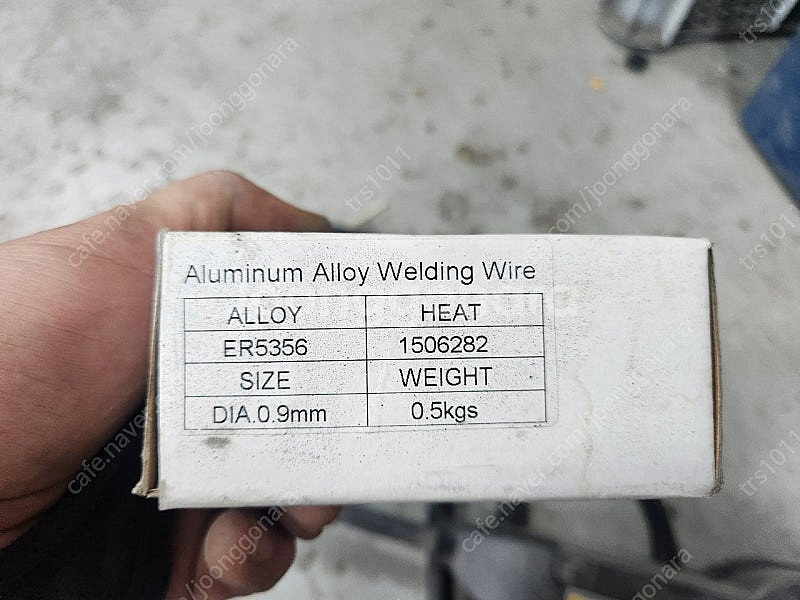 Aluminum Alloy Welding Wire
ALLOY HEAT
ER5356 1506282
SIZE WEIGHT
DIA.0.9mm 0.5kgs
trs1011
cafe.naver.com/joonggonara